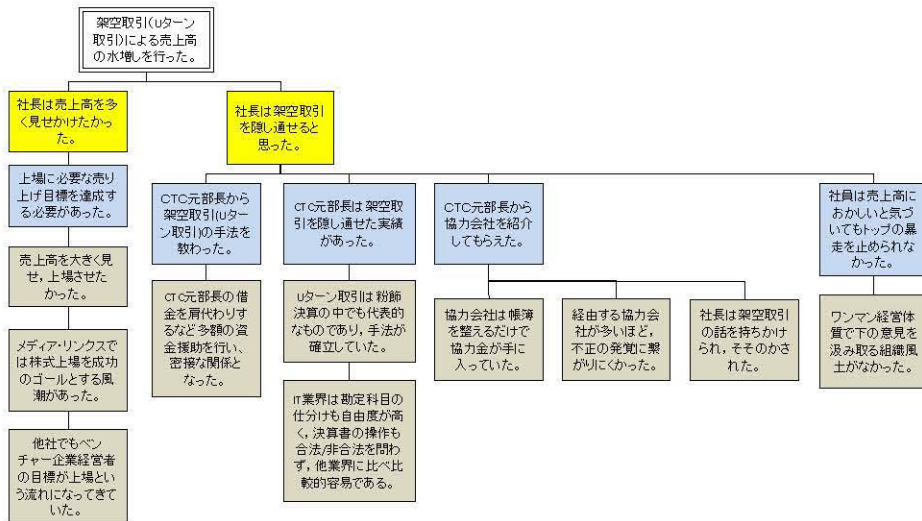 架空取引(Uターン
取引)による売上高
の水増しを行った。
社長は売上高を多
く見せかけたかっ
た。
社長は架空取引
を隠し通せると
思った。
上場に必要な売り
上げ目標を達成す
る必要があった。
CTC元部長から
架空取引(Uター
ン取引)の手法を
教わった。
CTC元部長は架空取
引を隠し通せた実績
があった。
CTC元部長から
協力会社を紹介
してもらえた。
社員は売上高に
おかしいと気づ
いてもトップの暴
走を止められな
かった。
売上高を大きく見
せ,上場させた
かった。
CTC元部長の借
金を肩代わりす
るなど多額の資
金援助を行い、
密接な関係と
なった。
Uターン取引は粉飾
決算の中でも代表的
なものであり,手法が
確立していた。
協力会社は帳簿
を整えるだけで
協力金が手に
入っていた。
経由する協力会
社が多いほど,
不正の発覚に繋
がりにくかった。
社長は架空取引
の話を持ちかけ
られ,そそのかさ
れた。
ワンマン経営体
質で下の意見を
汲み取る組織風
土がなかった。
メディア・リンクスで
は株式上場を成功
のゴールとする風
潮があった。
IT業界は勘定科目の
仕分けも自由度が高
く,決算書の操作も
合法/非合法を問わ
ず,他業界に比べ比
較的容易である。
他社でもベン
チャー企業経営者
の目標が上場とい
う流れになってきて
いた。